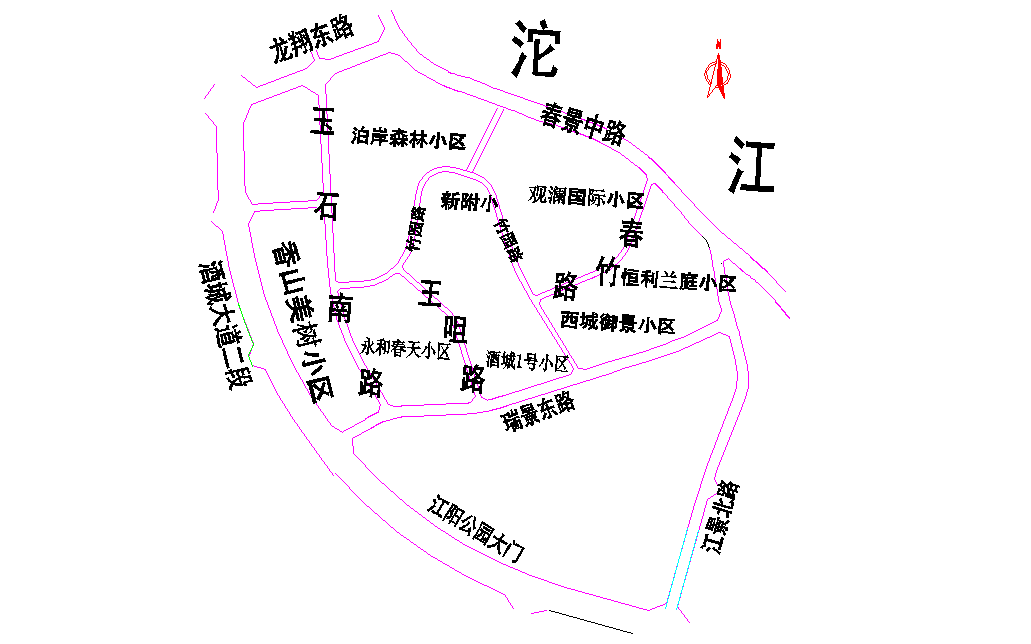 龙翔东路
沱
N
春景中路
江
玉石南路
泊岸森林小区
新附小
观澜国际小区
竹园路
竹园路
春竹路
恒利兰庭小区
西城御景小区
香山美树小区
酒城大道二段
王咀路
永和春天小区
酒城1号小区
瑞景东路
江景北路
江阳公园大门